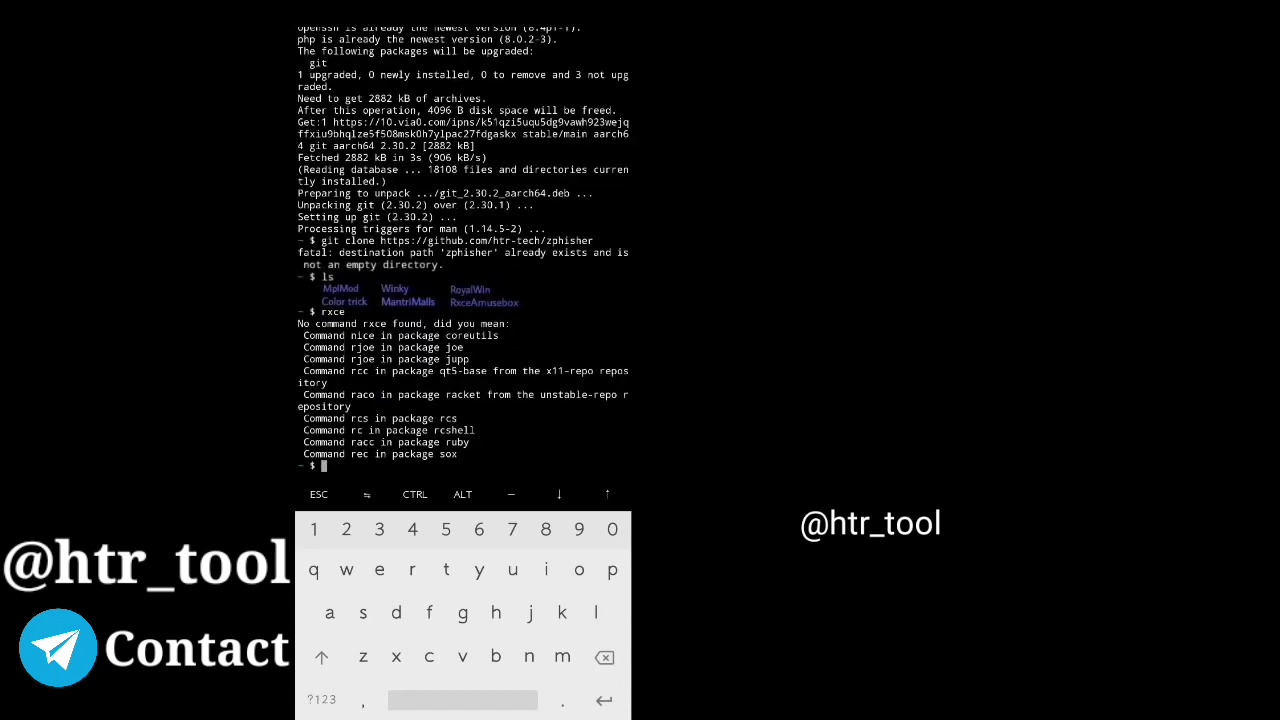 openssh is already the newest version (8.4p1-1).
php is already the newest version (8.0.2-3).
The following packages will be upgraded:
git
1 upgraded, 0 newly installed, 0 to remove and 3 not upg
raded.
Need to get 2882 kB of archives.
After this operation, 4096 B disk space will be freed.
Get:1 https://10.via0.com/ipns/k51qzi5uqu5dg9vawh923wejq
ffxiu9bhqlze5f508msk0h7ylpac27fdgaskx stable/main aarch6
4 git aarch64 2.30.2 [2882 kB]
Fetched 2882 kB in 3s (906 kB/s)
(Reading database ... 18108 files and directories curren
tly installed.)
Preparing to unpack .../git_2.30.2_aarch64.deb ...
Unpacking git (2.30.2) over (2.30.1) ...
Setting up git (2.30.2) ...
Processing triggers for man (1.14.5-2) ...
~ $ git clone https://github.com/htr-tech/zphisher
fatal: destination path 'zphisher' already exists and is
not an empty directory.
~ $ ls
MplMod Winky RoyalWin
Color trick MantriMalls RxceAmusebox
~ $ rxce
No command rxce found, did you mean:
Command nice in package coreutils
Command rjoe in package joe
Command rjoe in package jupp
Command rcc in package qt5-base from the x11-repo repos
itory
Command raco in package racket from the unstable-repo r
epository
Command rcs in package rcs
Command rc in package rcshell
Command racc in package ruby
Command rec in package sox
~ $
ESC ⇆ CTRL ALT — ↓ ↑
1 2 3 4 5 6 7 8 9 0
q w e r t y u i o p
a s d f g h j k l
z x c v b n m
?123 , .
@htr_tool
Contact
@htr_tool